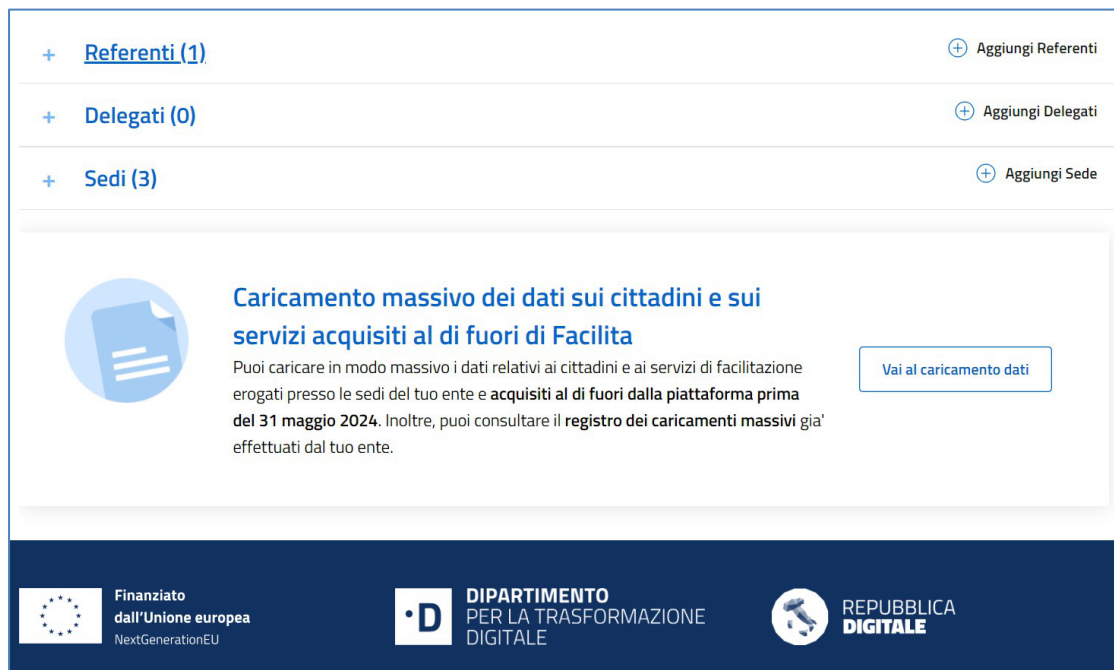 + Referenti (1) Aggiungi Referenti
+ Delegati (0) Aggiungi Delegati
+ Sedi (3) Aggiungi Sede
Caricamento massivo dei dati sui cittadini e sui
servizi acquisiti al di fuori di Facilita
Puoi caricare in modo massivo i dati relativi ai cittadini e ai servizi di facilitazione
erogati presso le sedi del tuo ente e acquisiti al di fuori dalla piattaforma prima
del 31 maggio 2024. Inoltre, puoi consultare il registro dei caricamenti massivi gia'
effettuati dal tuo ente.
Vai al caricamento dati
Finanziato
dall'Unione europea
NextGenerationEU
·D
DIPARTIMENTO
PER LA TRASFORMAZIONE
DIGITALE
REPUBBLICA
DIGITALE